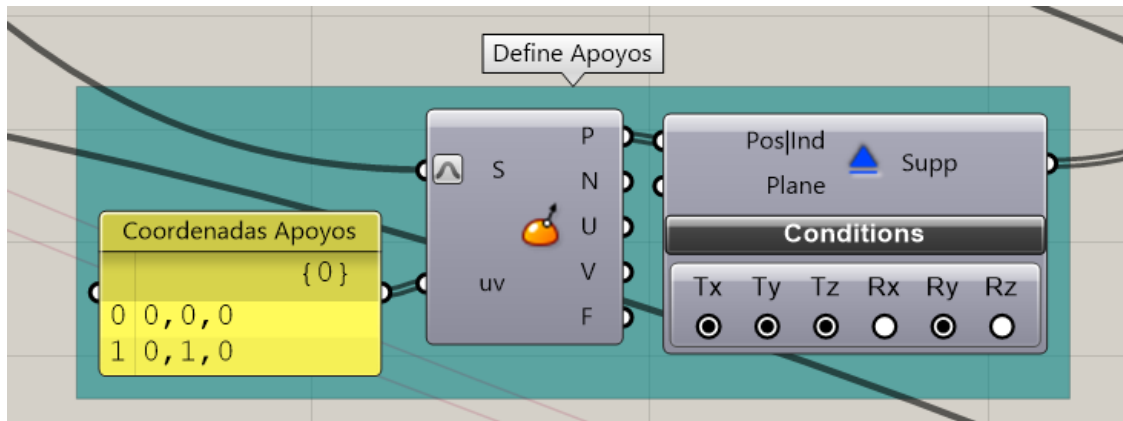 Define Apoyos
Coordenadas Apoyos
{0}
0 0,0,0
1 0,1,0
S
uv
P
N
U
V
F
Pos|Ind
Plane
Supp
Conditions
Tx Ty Tz Rx Ry Rz